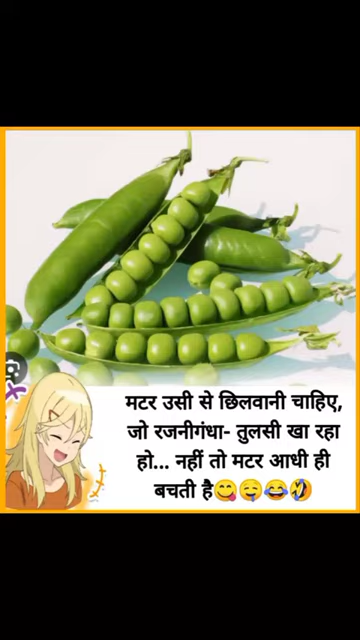 मटर उसी से छिलवानी चाहिए,
जो रजनीगंधा- तुलसी खा रहा
हो... नहीं तो मटर आधी ही
बचती है😋🤤😂🤣